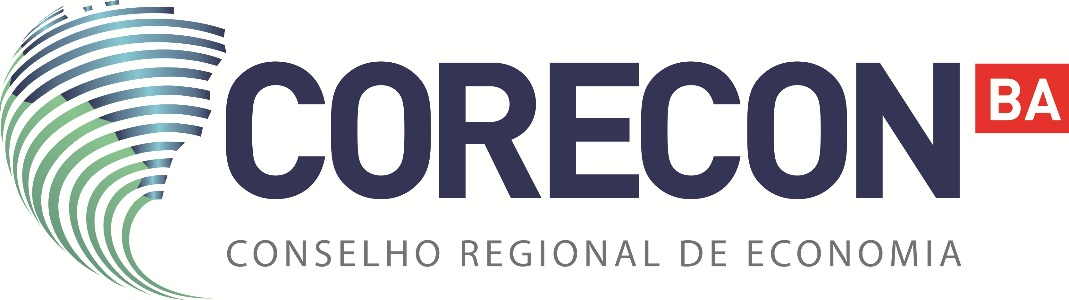 CORECON BA
CONSELHO REGIONAL DE ECONOMIA